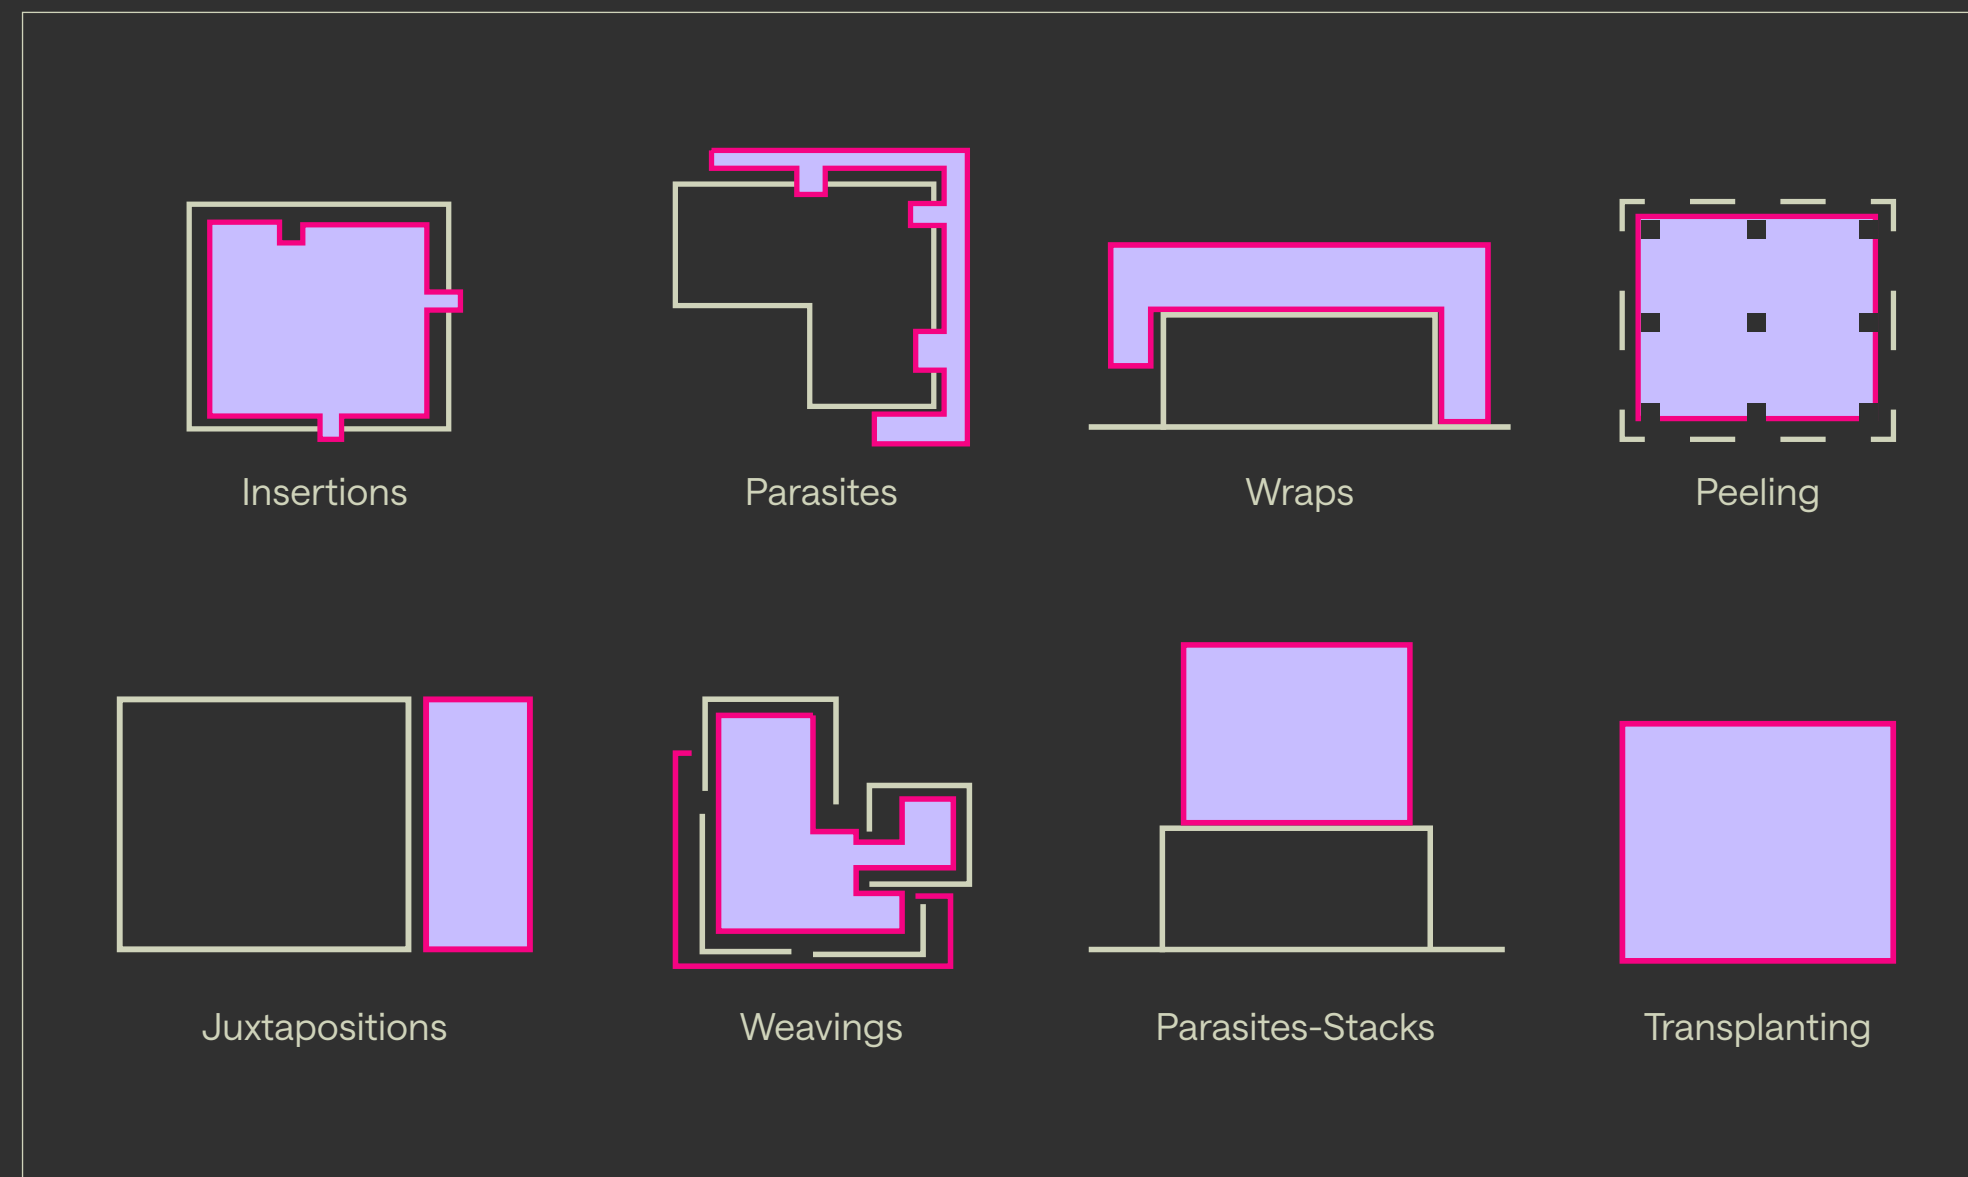 Insertions
Parasites
Wraps
Peeling
Juxtapositions
Weavings
Parasites-Stacks
Transplanting